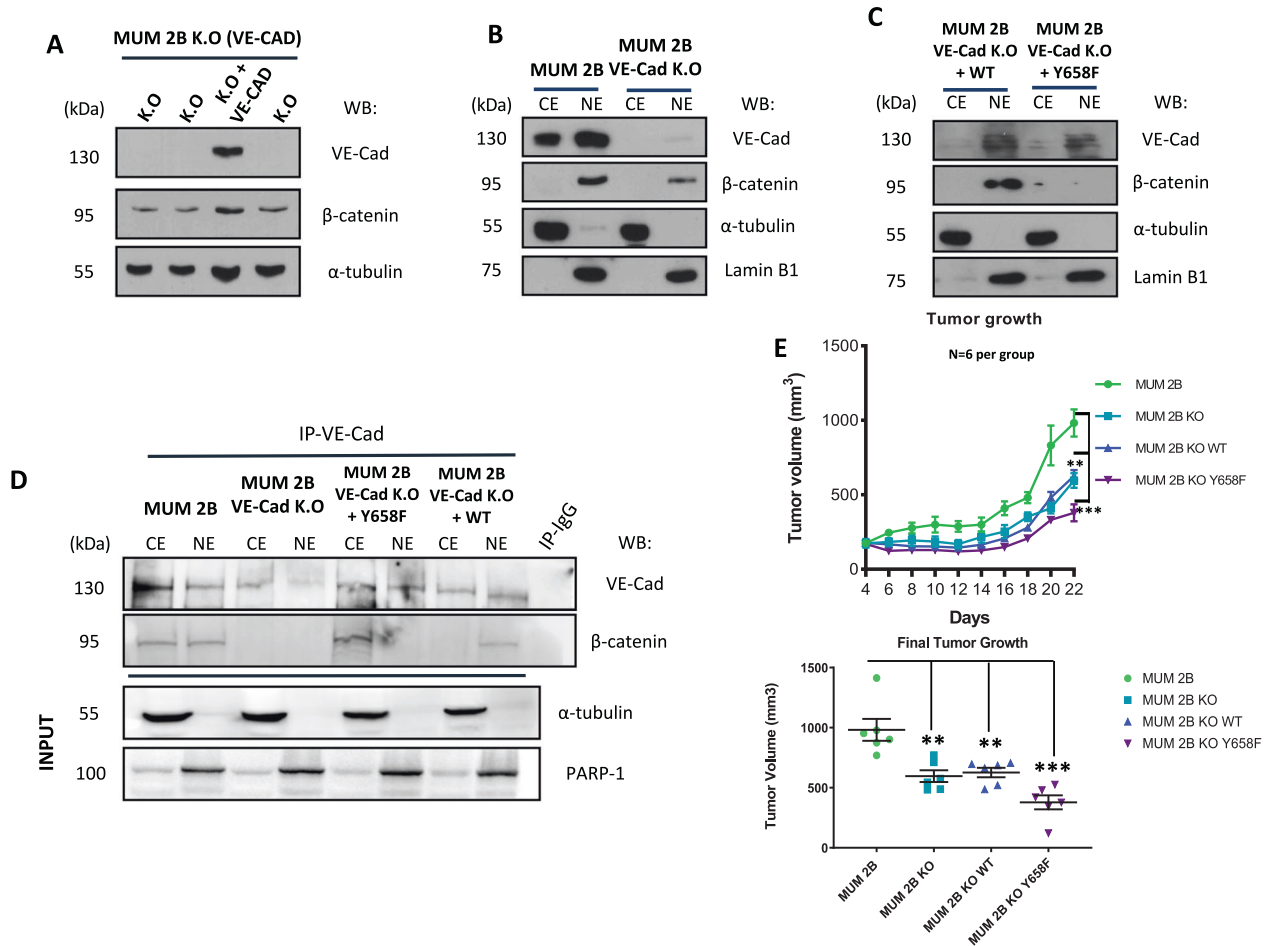 A
MUM 2B K.O (VE-CAD)
(kDa)
K.O
K.O
K.O +
VE-CAD
K.O
WB:
130
VE-Cad
95
β-catenin
55
α-tubulin
B
MUM 2B
MUM 2B
VE-Cad K.O
(kDa)
CE
NE
CE
NE
WB:
130
VE-Cad
95
β-catenin
55
α-tubulin
75
Lamin B1
C
MUM 2B
VE-Cad K.O
+ WT
MUM 2B
VE-Cad K.O
+ Y658F
(kDa)
CE
NE
CE
NE
WB:
130
VE-Cad
95
β-catenin
55
α-tubulin
75
Lamin B1
D
IP-VE-Cad
MUM 2B
MUM 2B
VE-Cad K.O
MUM 2B
VE-Cad K.O
+ Y658F
MUM 2B
VE-Cad K.O
+ WT
IP-IgG
(kDa)
CE
NE
CE
NE
CE
NE
CE
NE
WB:
130
VE-Cad
95
β-catenin
INPUT
55
α-tubulin
100
PARP-1
E
Tumor growth
N=6 per group
Tumor volume (mm3)
1500
1000
500
0
4 6 8 10 12 14 16 18 20 22
Days
MUM 2B
MUM 2B KO
MUM 2B KO WT
MUM 2B KO Y658F
**
***
Final Tumor Growth
Tumor Volume (mm3)
1500
1000
500
0
**
**
***
MUM 2B
MUM 2B KO
MUM 2B KO WT
MUM 2B KO Y658F
MUM 2B
MUM 2B KO
MUM 2B KO WT
MUM 2B KO Y658F